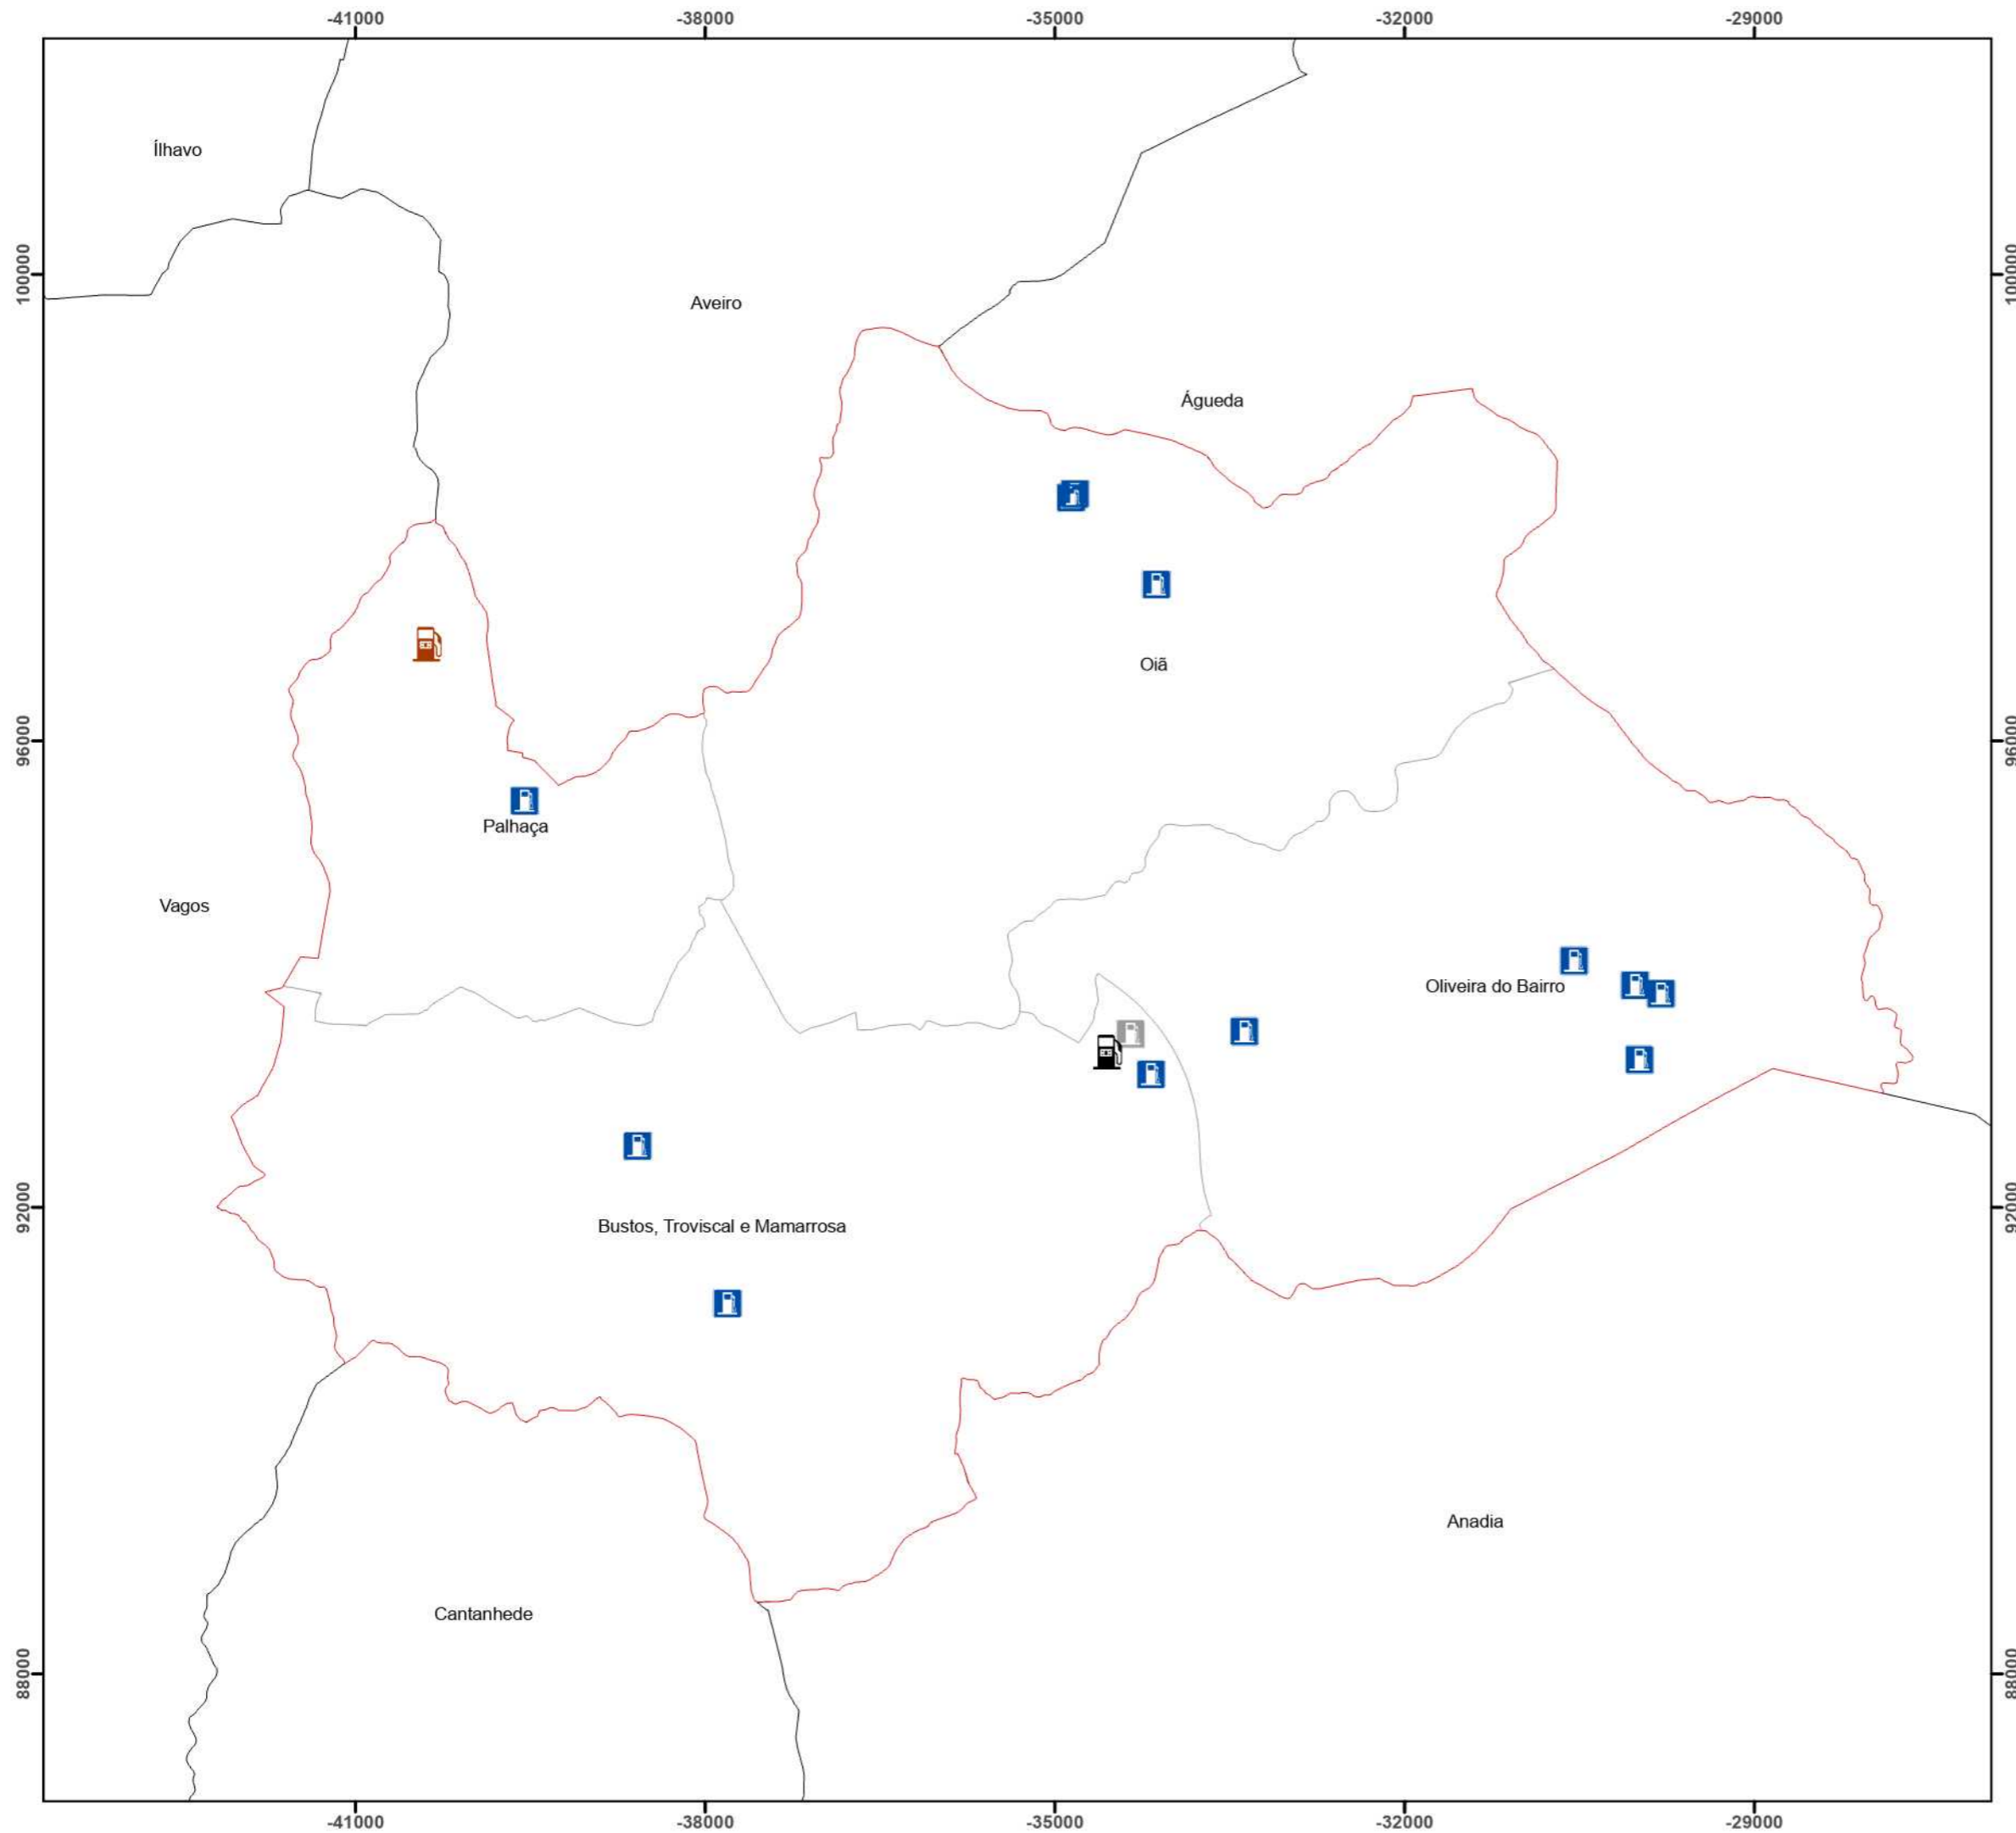 -41000
-38000
-35000
-32000
-29000
Ílhavo
100000
100000
Aveiro
Águeda
Oiã
96000
96000
Palhaça
Vagos
Oliveira do Bairro
92000
92000
Bustos, Troviscal e Mamarrosa
Anadia
Cantanhede
88000
88000
-41000
-38000
-35000
-32000
-29000